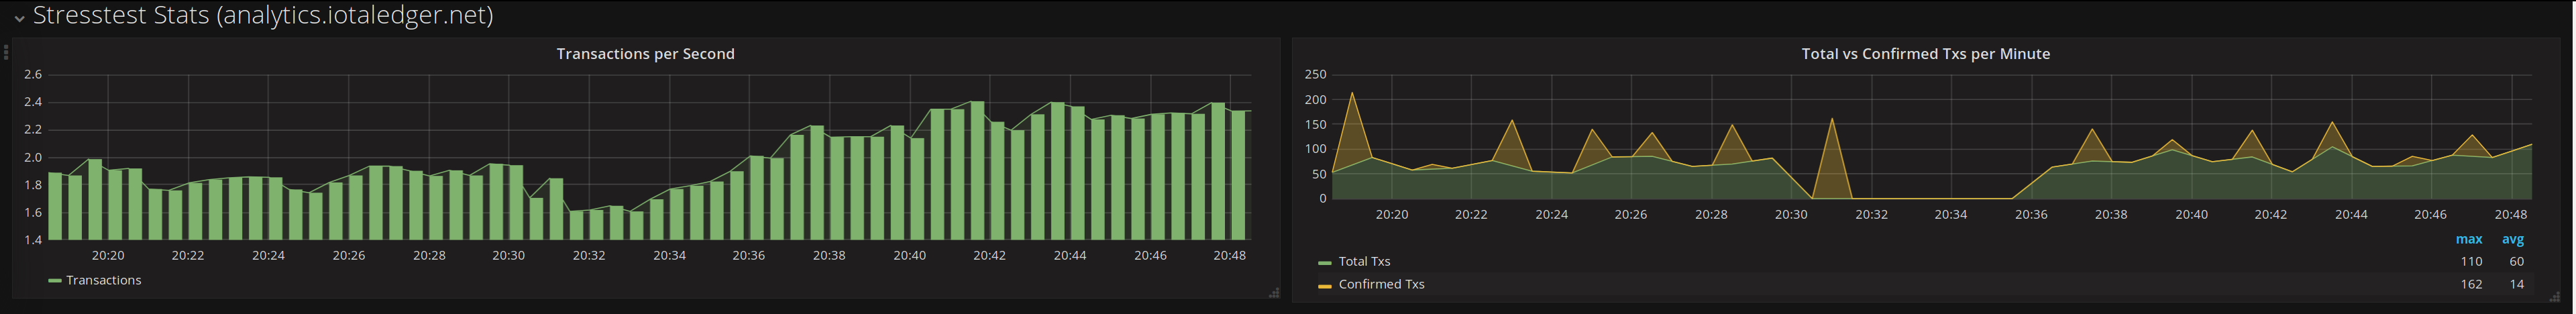 Stresstest Stats (analytics.iotaledger.net)
Transactions per Second
2.6
2.4
2.2
2.0
1.8
1.6
1.4
20:20 20:22 20:24 20:26 20:28 20:30 20:32 20:34 20:36 20:38 20:40 20:42 20:44 20:46 20:48
Transactions
Total vs Confirmed Txs per Minute
250
200
150
100
50
0
20:20 20:22 20:24 20:26 20:28 20:30 20:32 20:34 20:36 20:38 20:40 20:42 20:44 20:46 20:48
max avg
Total Txs 110 60
Confirmed Txs 162 14